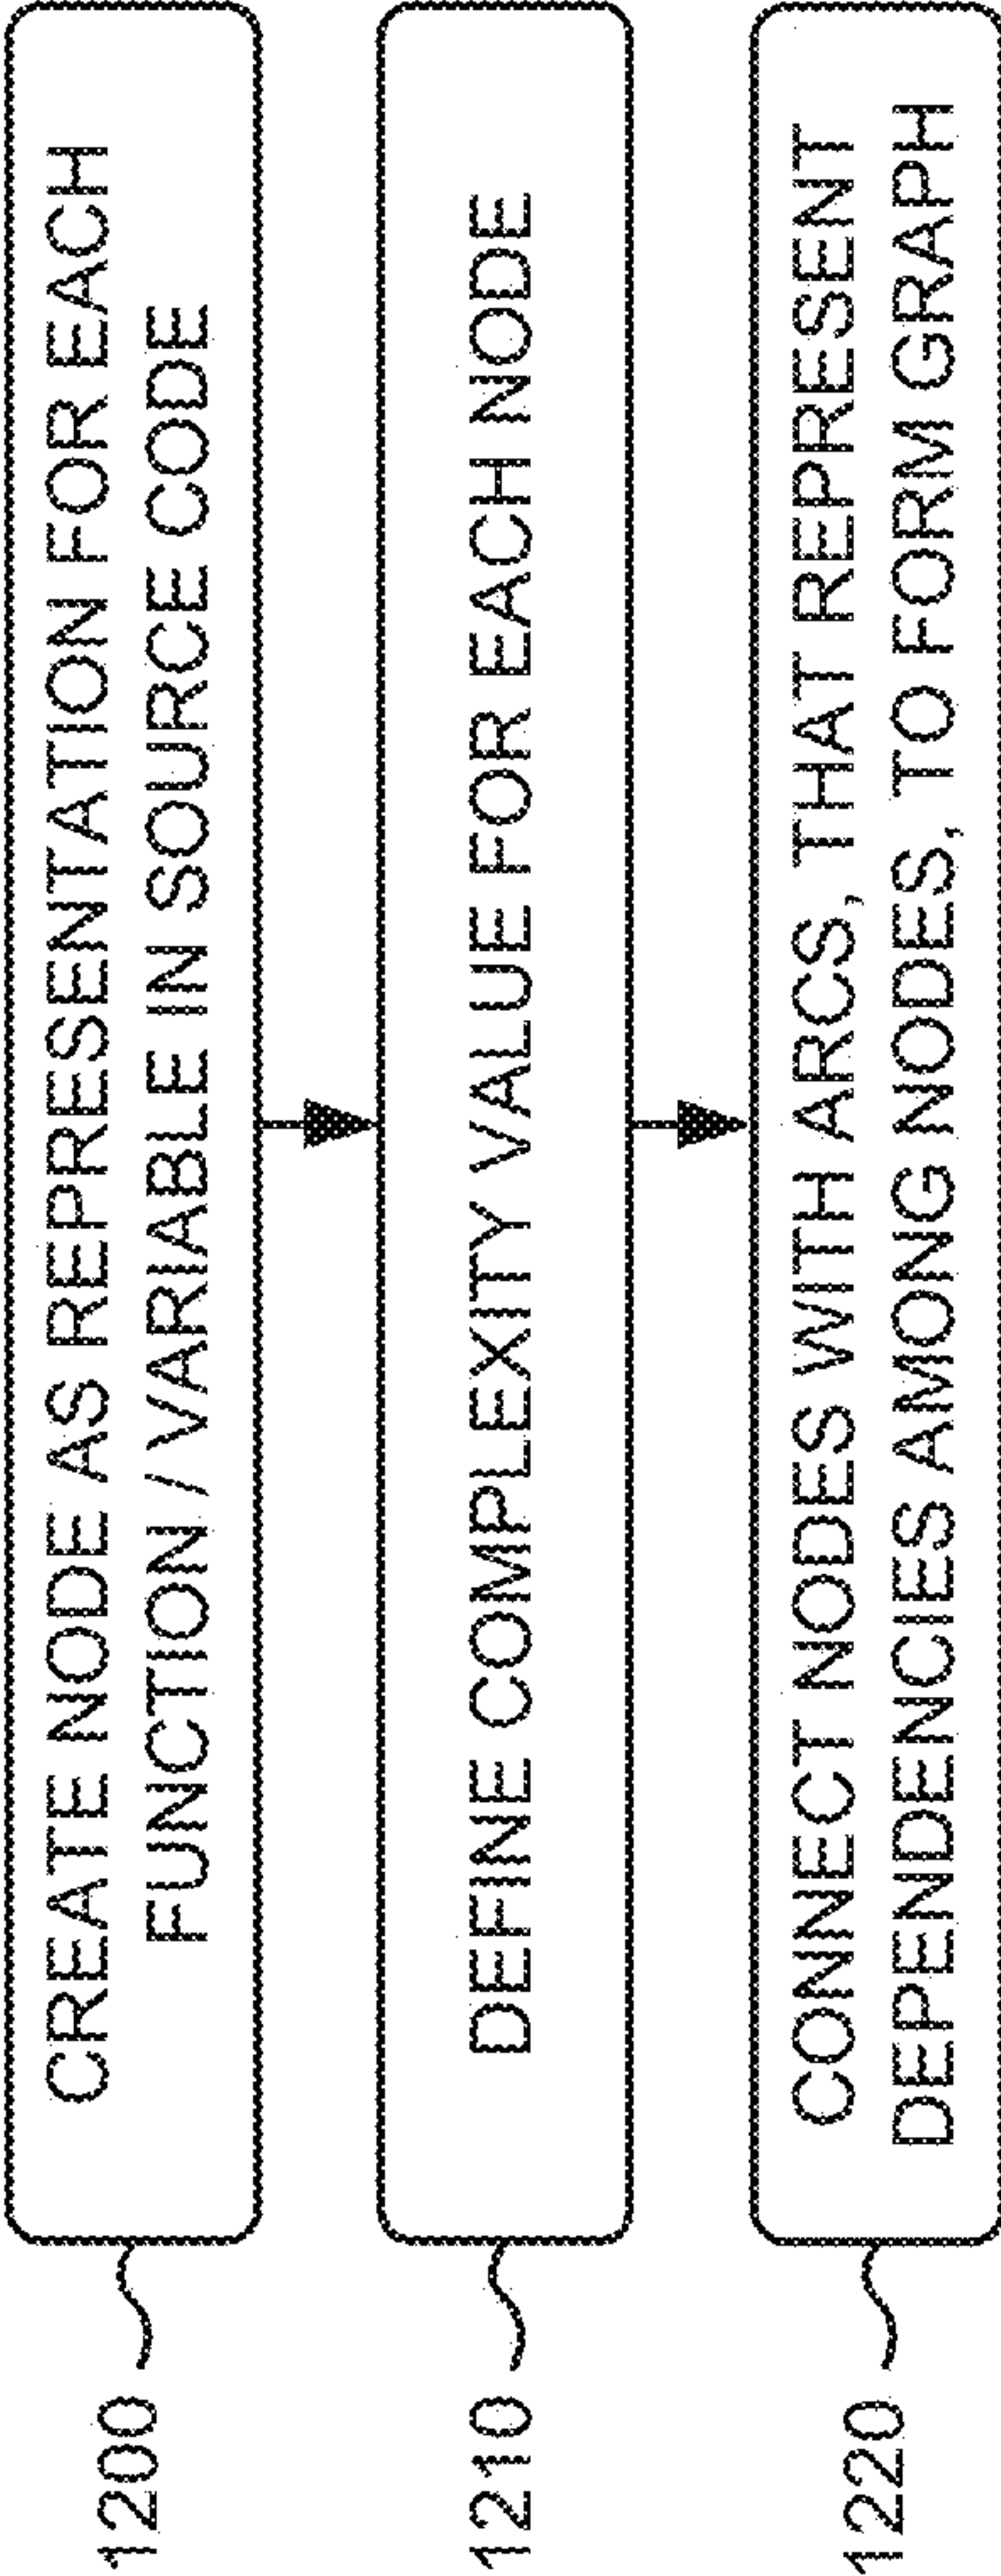 1200
CREATE NODE AS REPRESENTATION FOR EACH
FUNCTION / VARIABLE IN SOURCE CODE
1210
DEFINE COMPLEXITY VALUE FOR EACH NODE
1220
CONNECT NODES WITH ARCS, THAT REPRESENT
DEPENDENCIES AMONG NODES, TO FORM GRAPH